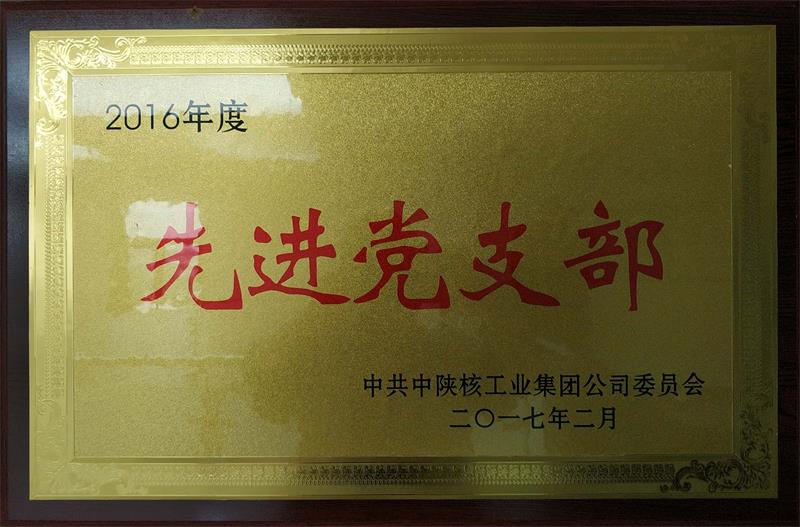 2016年度
先进党支部
中共中陕核工业集团公司委员会
二〇一七年二月